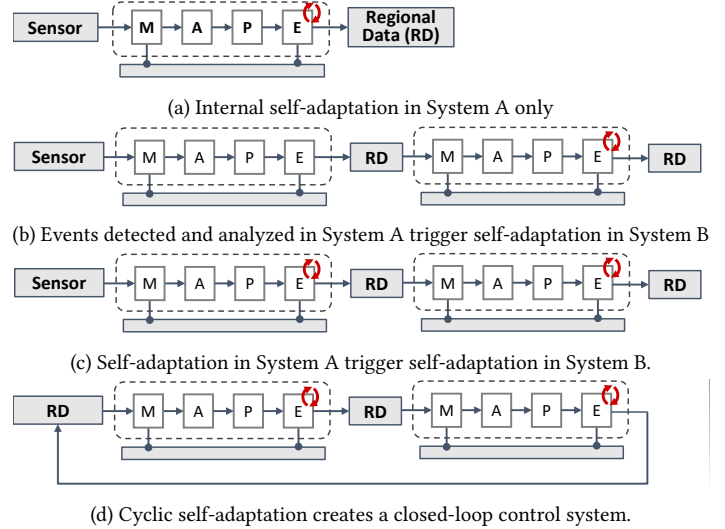 Sensor M A P E Regional Data (RD)
(a) Internal self-adaptation in System A only
Sensor M A P E RD M A P E RD
(b) Events detected and analyzed in System A trigger self-adaptation in System B
Sensor M A P E RD M A P E RD
(c) Self-adaptation in System A trigger self-adaptation in System B.
RD M A P E RD M A P E
(d) Cyclic self-adaptation creates a closed-loop control system.